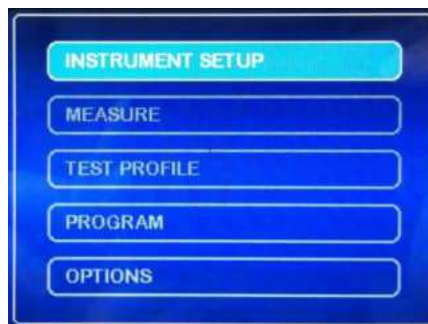 INSTRUMENT SETUP
MEASURE
TEST PROFILE
PROGRAM
OPTIONS